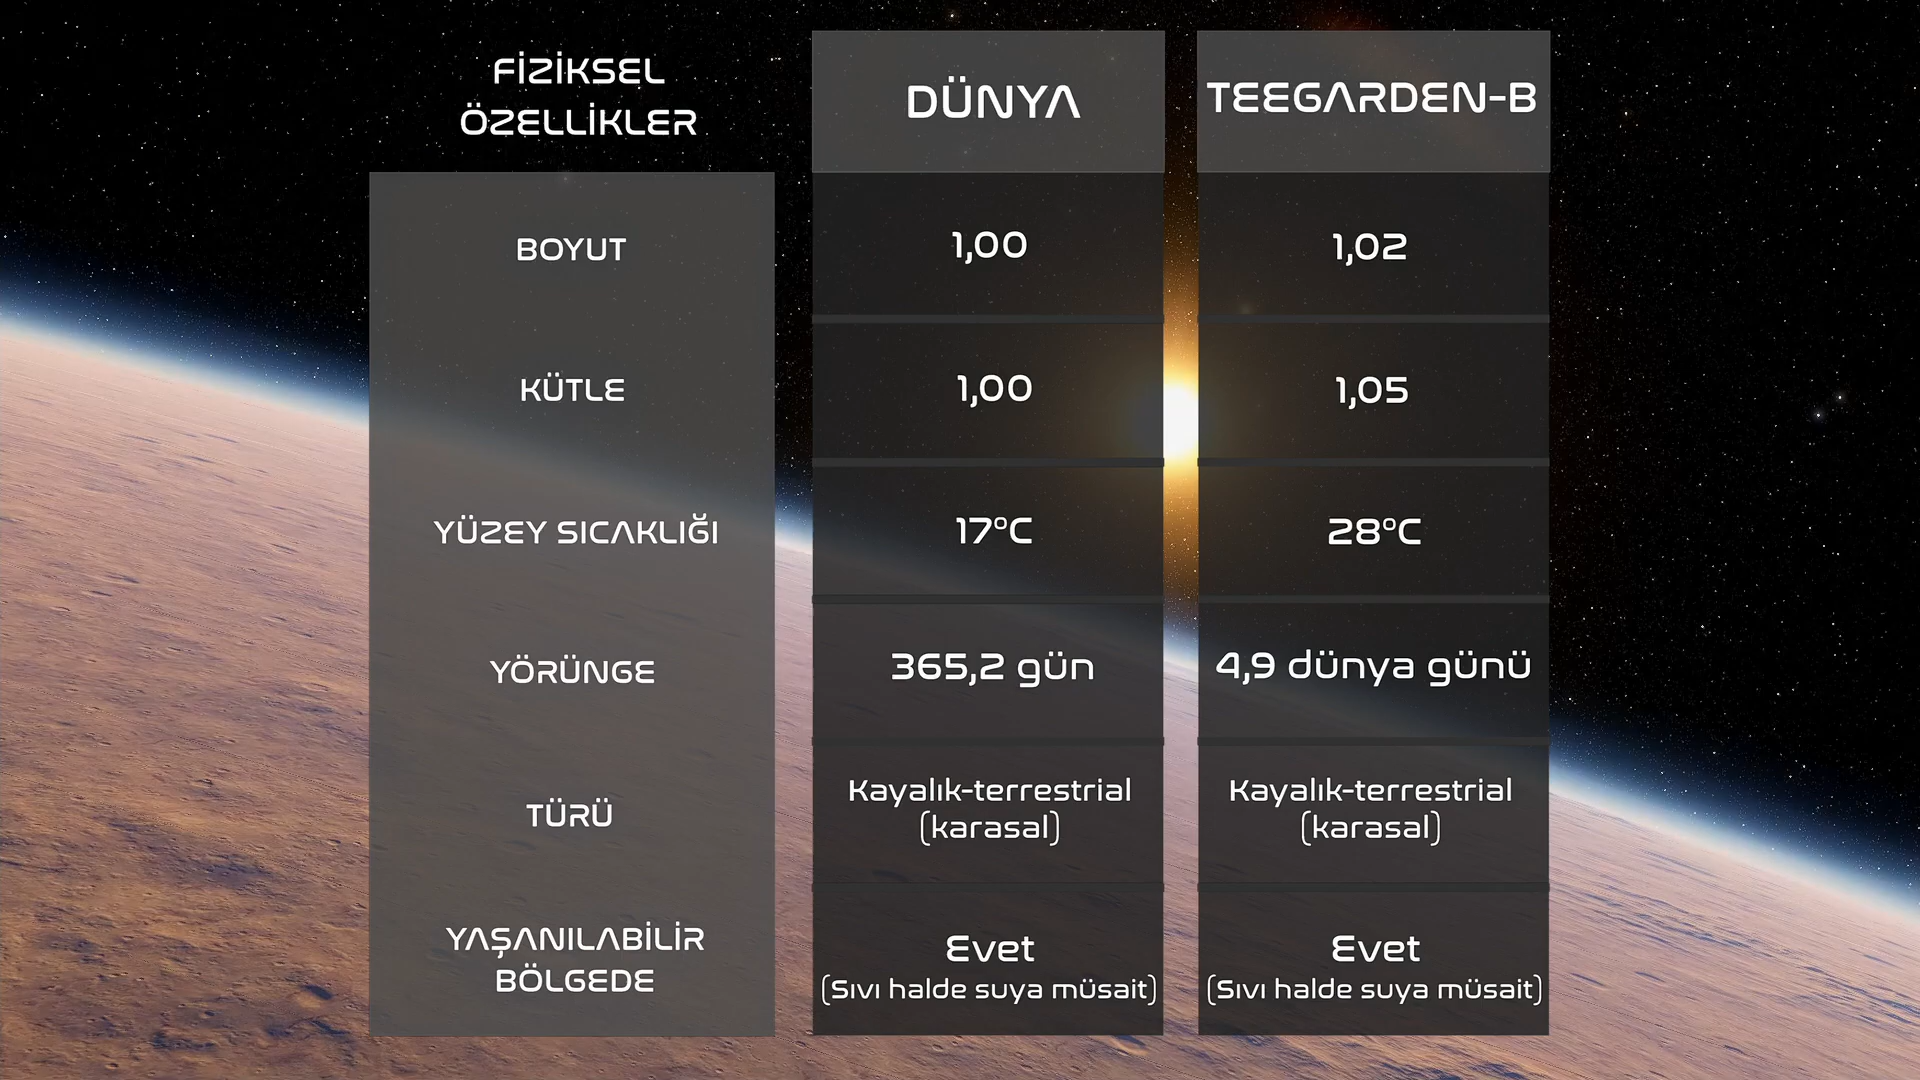 FİZİKSEL
ÖZELLİKLER
DÜNYA
TEEGARDEN-B
BOYUT
1,00
1,02
KÜTLE
1,00
1,05
YÜZEY SICAKLIĞI
17°C
28°C
YÖRÜNGE
365,2 gün
4,9 dünya günü
TÜRÜ
Kayalık-terrestrial
(karasal)
Kayalık-terrestrial
(karasal)
YAŞANILABİLİR
BÖLGEDE
Evet
(Sıvı halde suya müsait)
Evet
(Sıvı halde suya müsait)